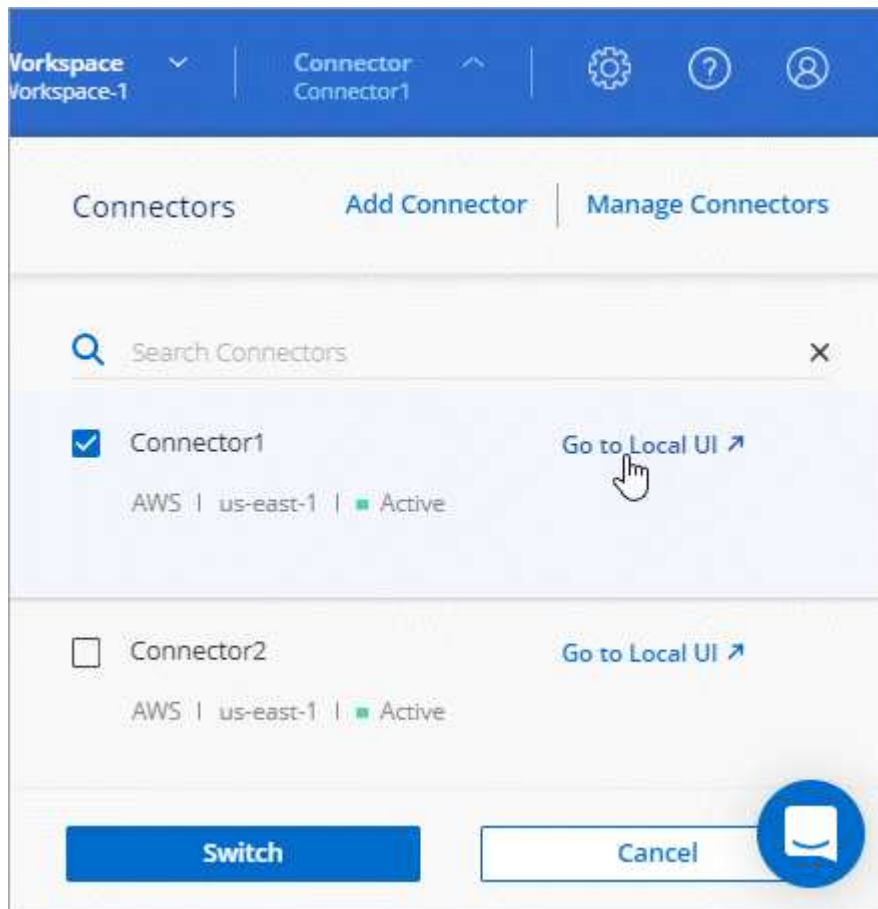 Workspace Connector
Workspace-1 Connector1
Connectors Add Connector Manage Connectors
Search Connectors
Connector1 Go to Local UI
AWS | us-east-1 | Active
Connector2 Go to Local UI
AWS | us-east-1 | Active
Switch Cancel